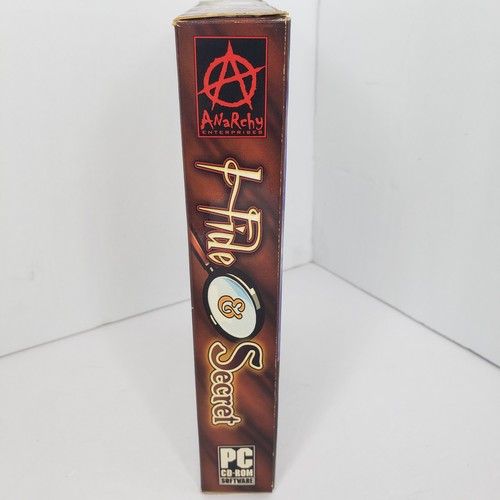 ANaRchy
ENTERPRISES
Hide
&
Secret
PC
CD-ROM
SOFTWARE